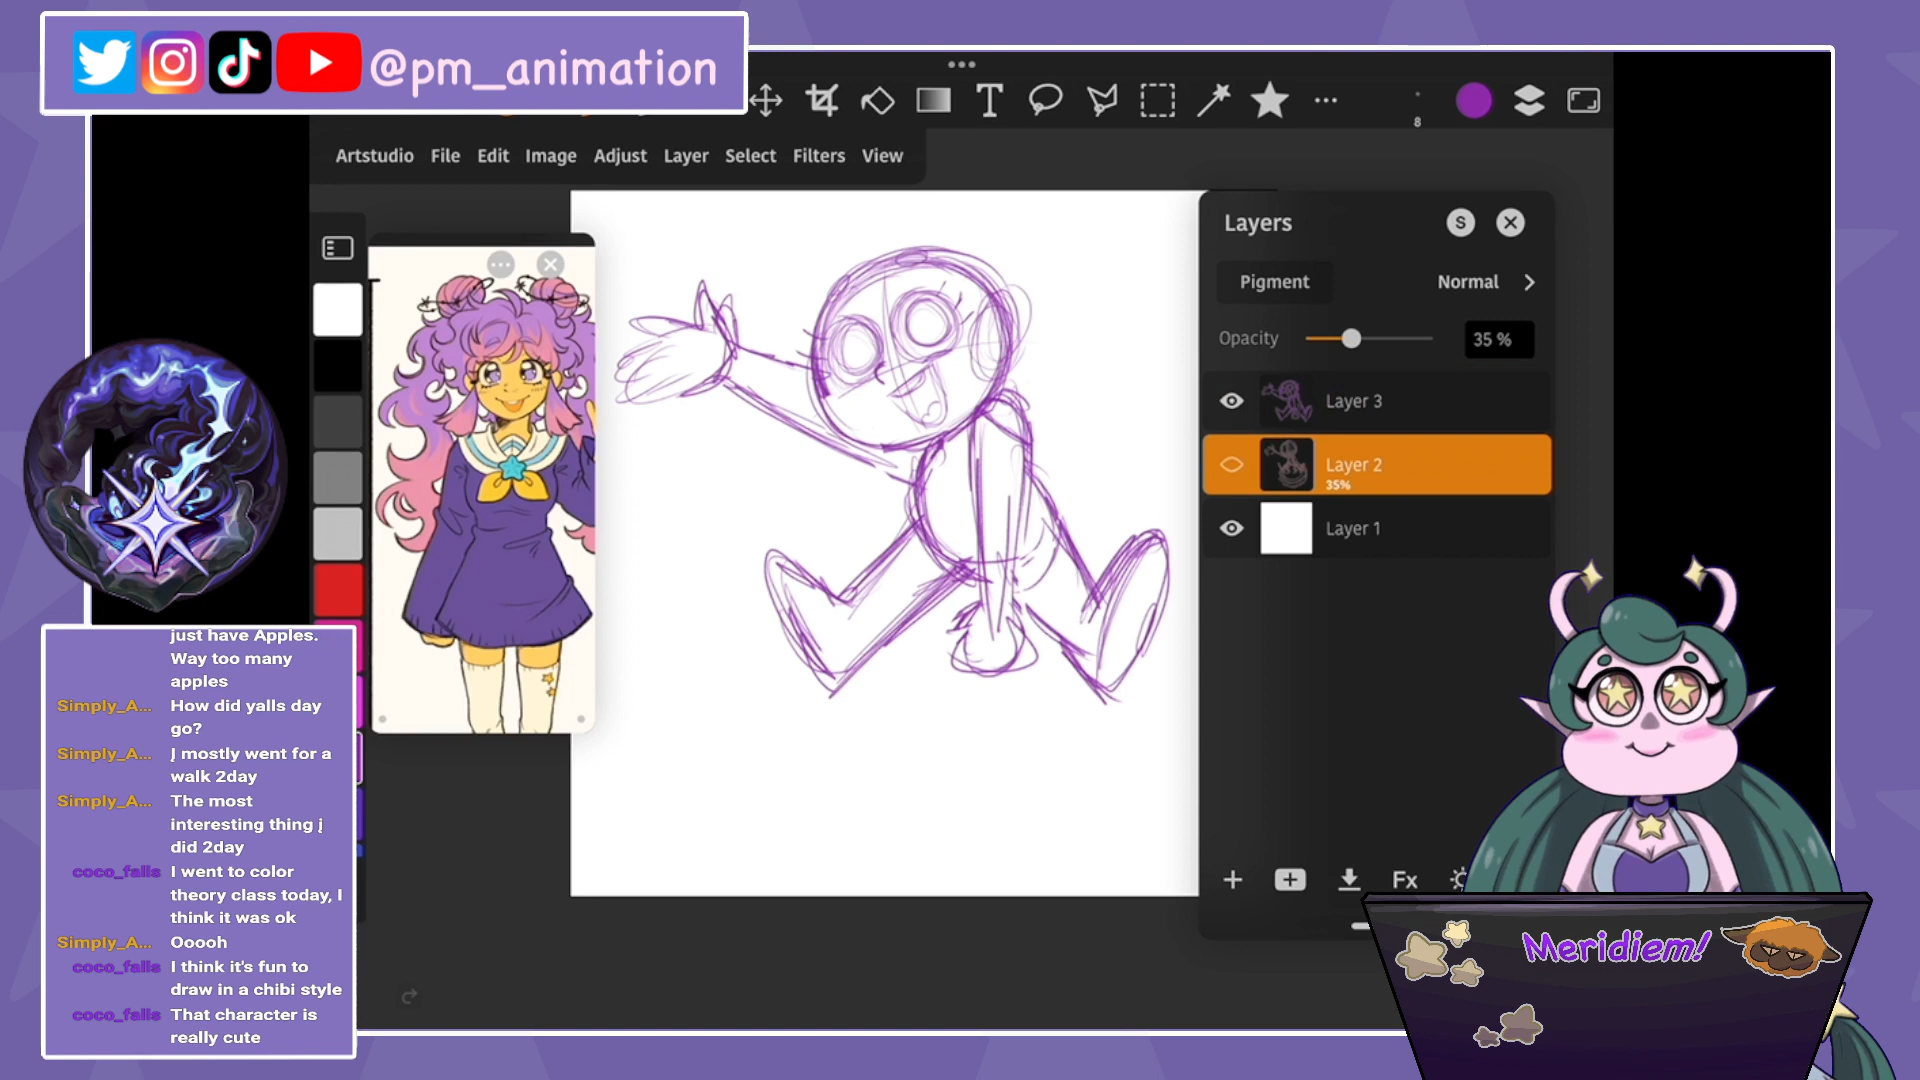 @pm_animation
8
Artstudio File Edit Image Adjust Layer Select Filters View
Layers
S
Pigment
Normal
Opacity
35 %
Layer 3
Layer 2
35%
Layer 1
Fx
just have Apples.
Way too many
apples
Simply_A... How did yalls day
go?
Simply_A... j mostly went for a
walk 2day
Simply_A... The most
interesting thing j
did 2day
coco_falls I went to color
theory class today, I
think it was ok
Simply_A... Ooooh
coco_falls I think it's fun to
draw in a chibi style
coco_falls That character is
really cute
Meridiem!